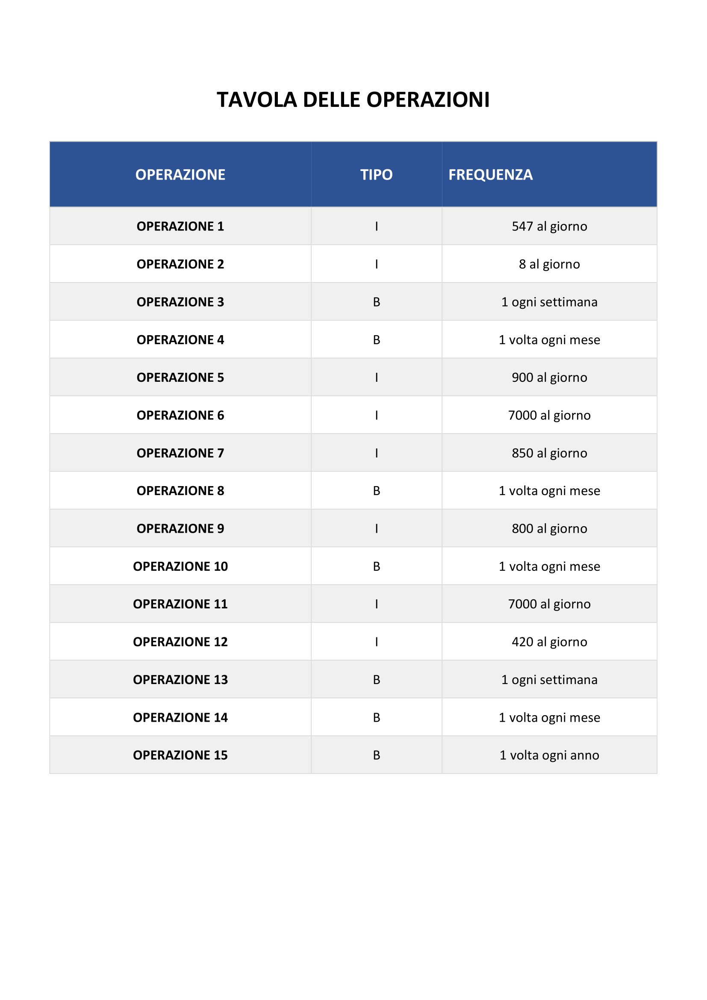 TAVOLA DELLE OPERAZIONI
OPERAZIONE TIPO FREQUENZA
OPERAZIONE 1 I 547 al giorno
OPERAZIONE 2 I 8 al giorno
OPERAZIONE 3 B 1 ogni settimana
OPERAZIONE 4 B 1 volta ogni mese
OPERAZIONE 5 I 900 al giorno
OPERAZIONE 6 I 7000 al giorno
OPERAZIONE 7 I 850 al giorno
OPERAZIONE 8 B 1 volta ogni mese
OPERAZIONE 9 I 800 al giorno
OPERAZIONE 10 B 1 volta ogni mese
OPERAZIONE 11 I 7000 al giorno
OPERAZIONE 12 I 420 al giorno
OPERAZIONE 13 B 1 ogni settimana
OPERAZIONE 14 B 1 volta ogni mese
OPERAZIONE 15 B 1 volta ogni anno